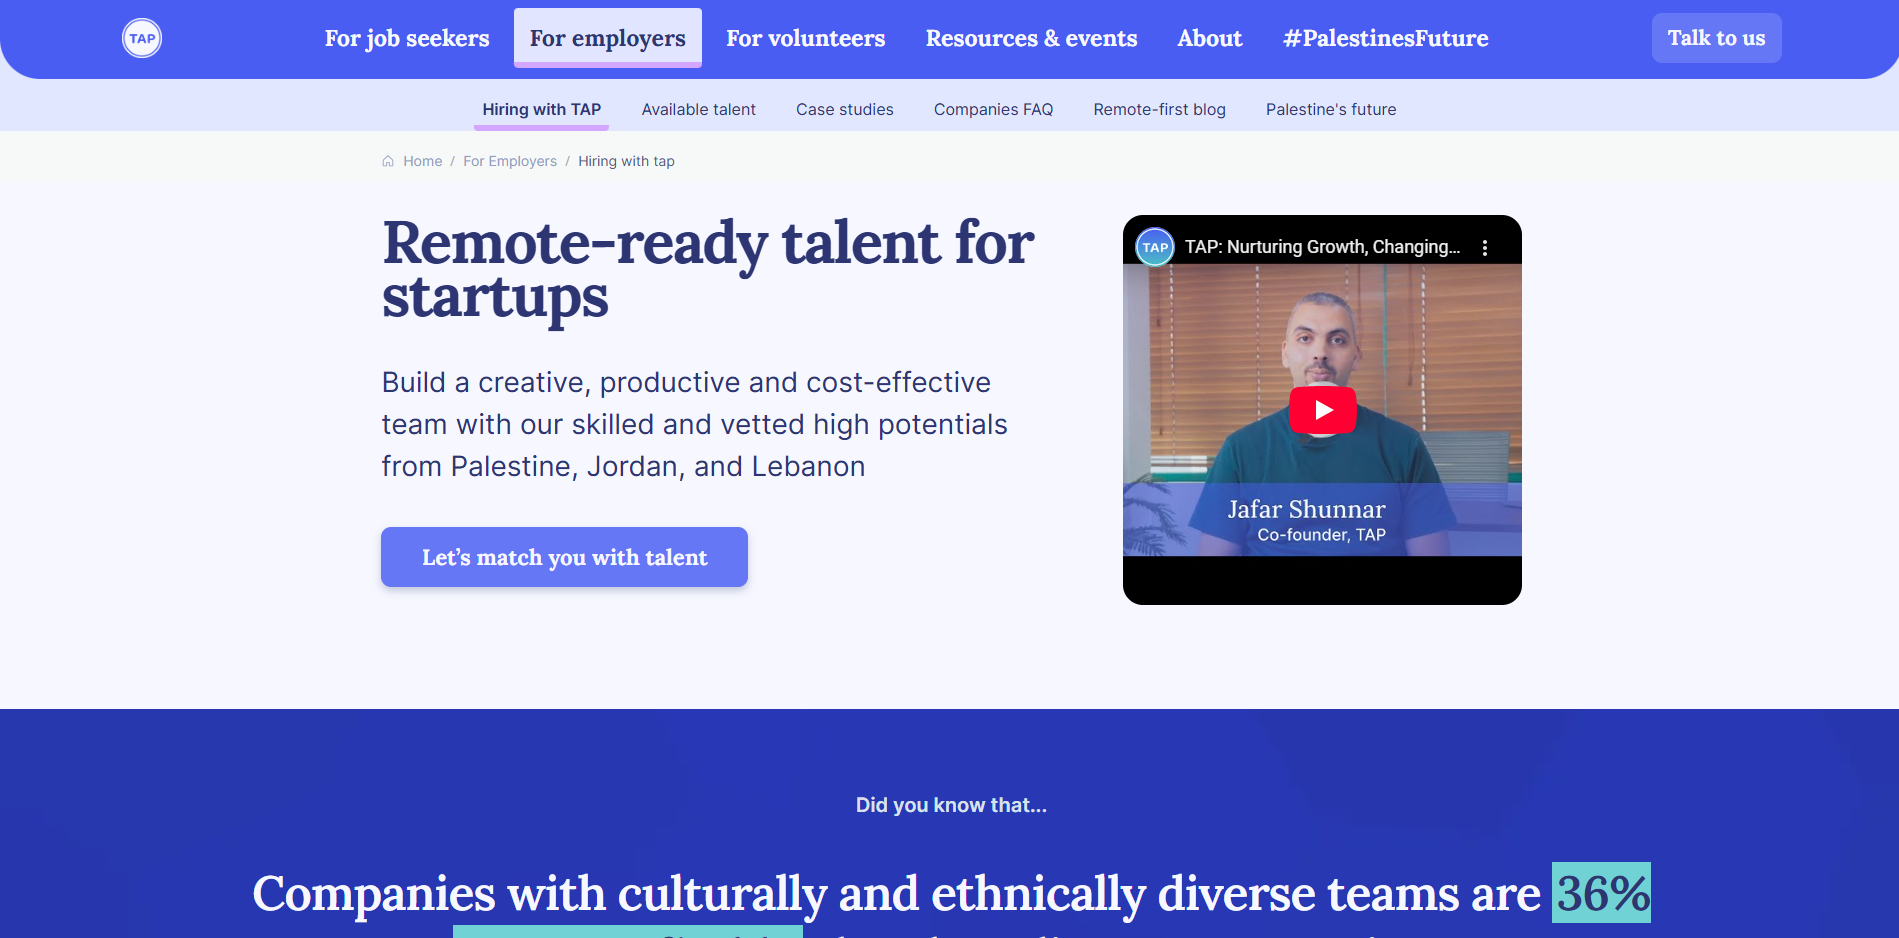 TAP
For job seekers
For employers
For volunteers
Resources & events
About
#PalestinesFuture
Talk to us
Hiring with TAP
Available talent
Case studies
Companies FAQ
Remote-first blog
Palestine's future
Home / For Employers / Hiring with tap
Remote-ready talent for
startups
Build a creative, productive and cost-effective
team with our skilled and vetted high potentials
from Palestine, Jordan, and Lebanon
Let’s match you with talent
TAP
TAP: Nurturing Growth, Changing...
Jafar Shunnar
Co-founder, TAP
Did you know that...
Companies with culturally and ethnically diverse teams are 36%